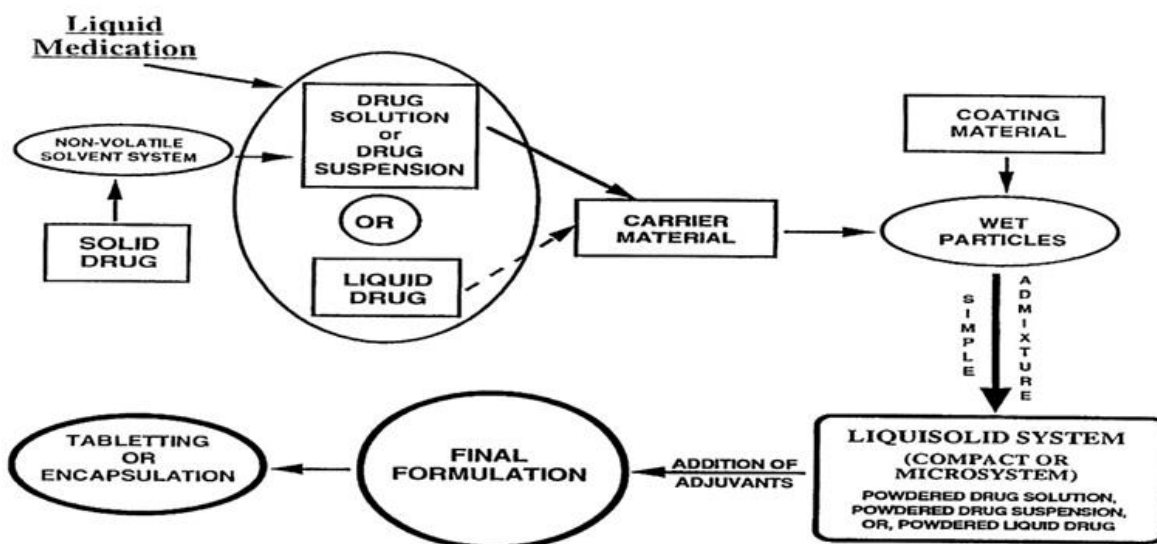 Liquid
Medication
NON-VOLATILE
SOLVENT SYSTEM
SOLID
DRUG
DRUG
SOLUTION
or
DRUG
SUSPENSION
OR
LIQUID
DRUG
CARRIER
MATERIAL
COATING
MATERIAL
WET
PARTICLES
SIMPLE
ADMIXTURE
LIQUISOLID SYSTEM
(COMPACT OR
MICROSYSTEM)
POWDERED DRUG SOLUTION,
POWDERED DRUG SUSPENSION,
OR, POWDERED LIQUID DRUG
ADDITION OF
ADJUVANTS
FINAL
FORMULATION
TABLETTING
OR
ENCAPSULATION